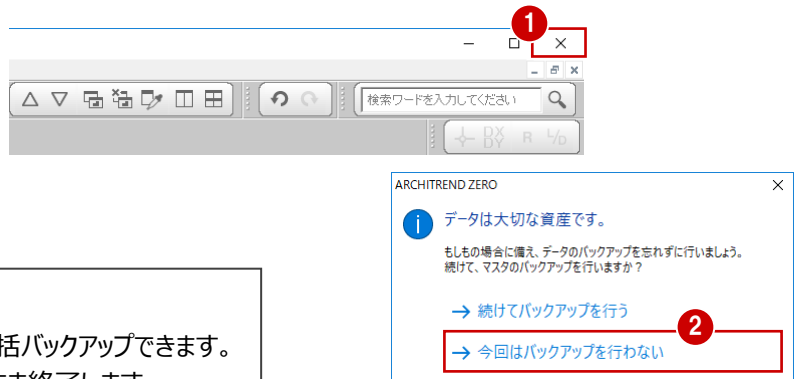 1
検索ワードを入力してください
DX
DY
R
L/D
ARCHITREND ZERO
データは大切な資産です。
もしもの場合に備え、データのバックアップを忘れずに行いましょう。
続けて、マスタのバックアップを行いますか?
→ 続けてバックアップを行う
2
→ 今回はバックアップを行わない
括バックアップできます。